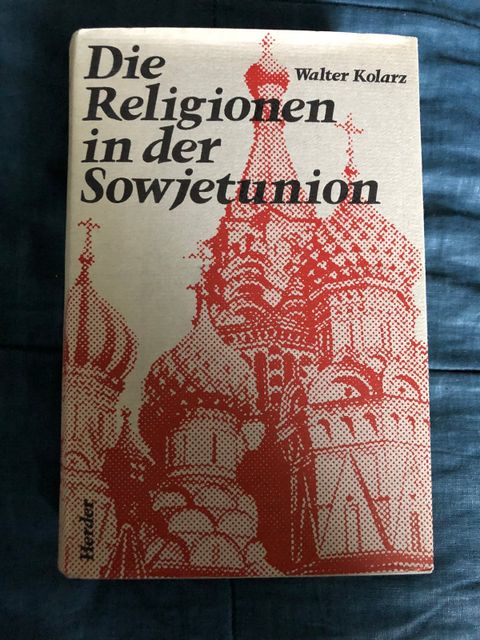 Die
Religionen
in der
Sowjetunion
Walter Kolarz
Herder